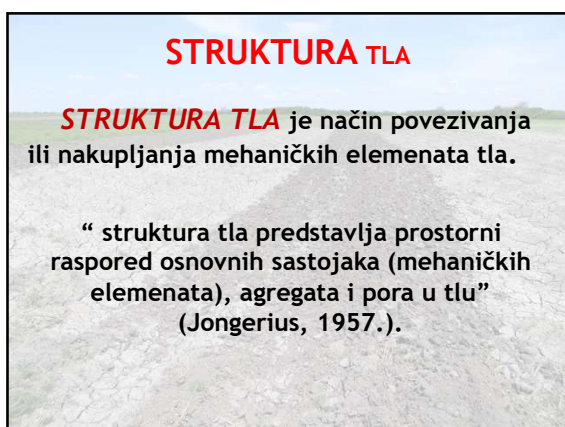 STRUKTURA TLA
STRUKTURA TLA je način povezivanja
ili nakupljanja mehaničkih elemenata tla.
“ struktura tla predstavlja prostorni
raspored osnovnih sastojaka (mehaničkih
elemenata), agregata i pora u tlu”
(Jongerius, 1957.).